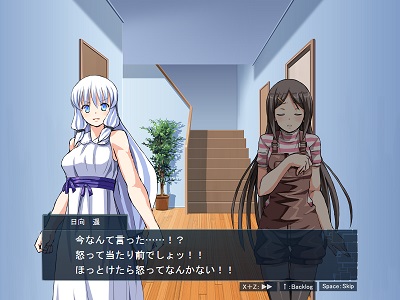 日向 遥
今なんて言った……！？
怒って当たり前でしょッ！！
ほっとけたら怒ってなんかない！！
X+Z:▶▶ ↑:Backlog Space:Skip